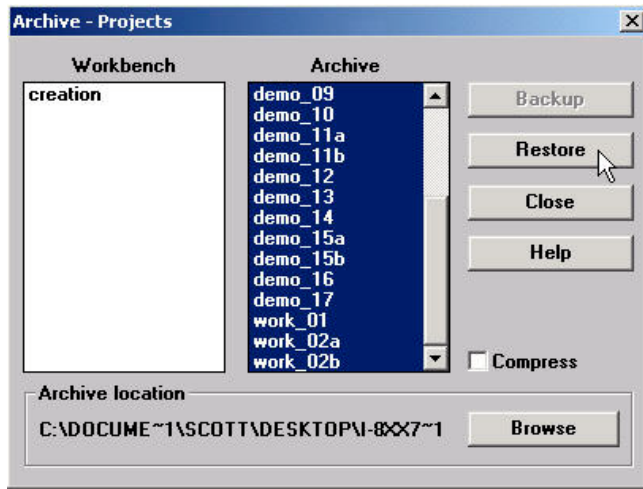 Archive - Projects
Workbench
Archive
creation
demo_09
demo_10
demo_11a
demo_11b
demo_12
demo_13
demo_14
demo_15a
demo_15b
demo_16
demo_17
work_01
work_02a
work_02b
Backup
Restore
Close
Help
Compress
Archive location
C:\DOCUME~1\SCOTT\DESKTOP\I-8XX7~1
Browse